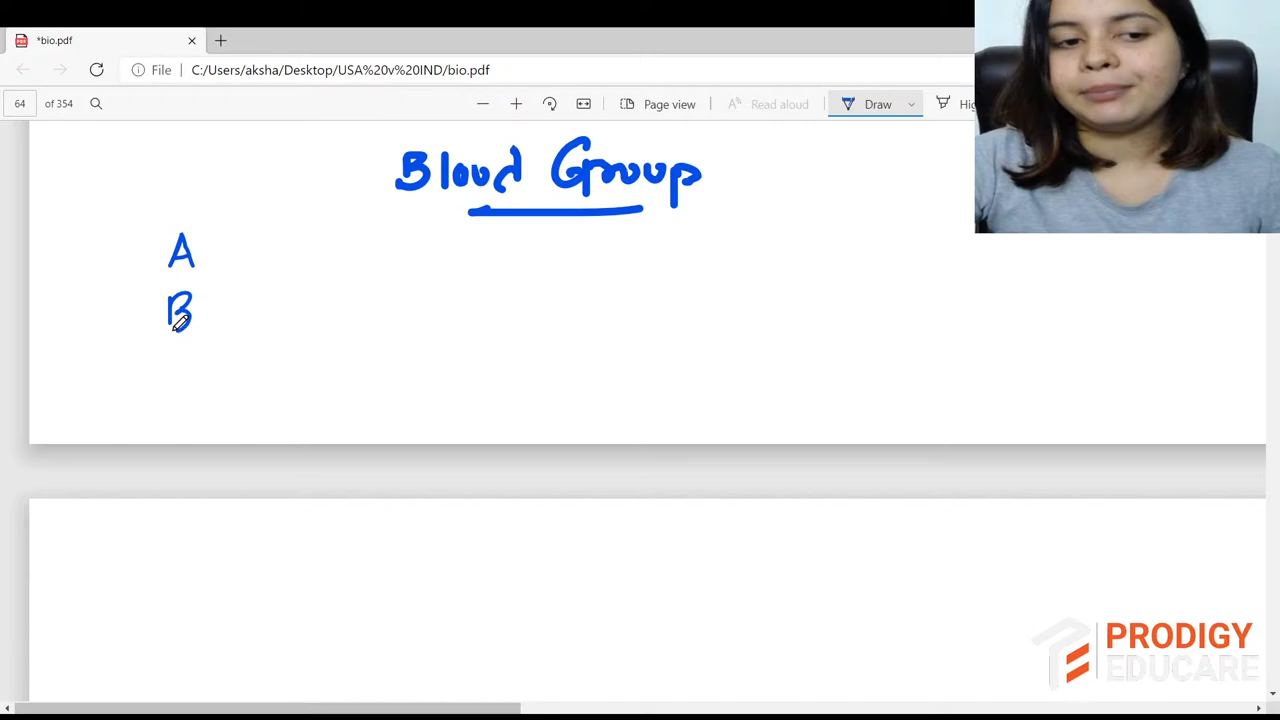 *bio.pdf
File C:/Users/aksha/Desktop/USA%20v%20IND/bio.pdf
64 of 354 Page view Read aloud Draw Hi
Blood Group
A
B
PRODIGY
EDUCARE